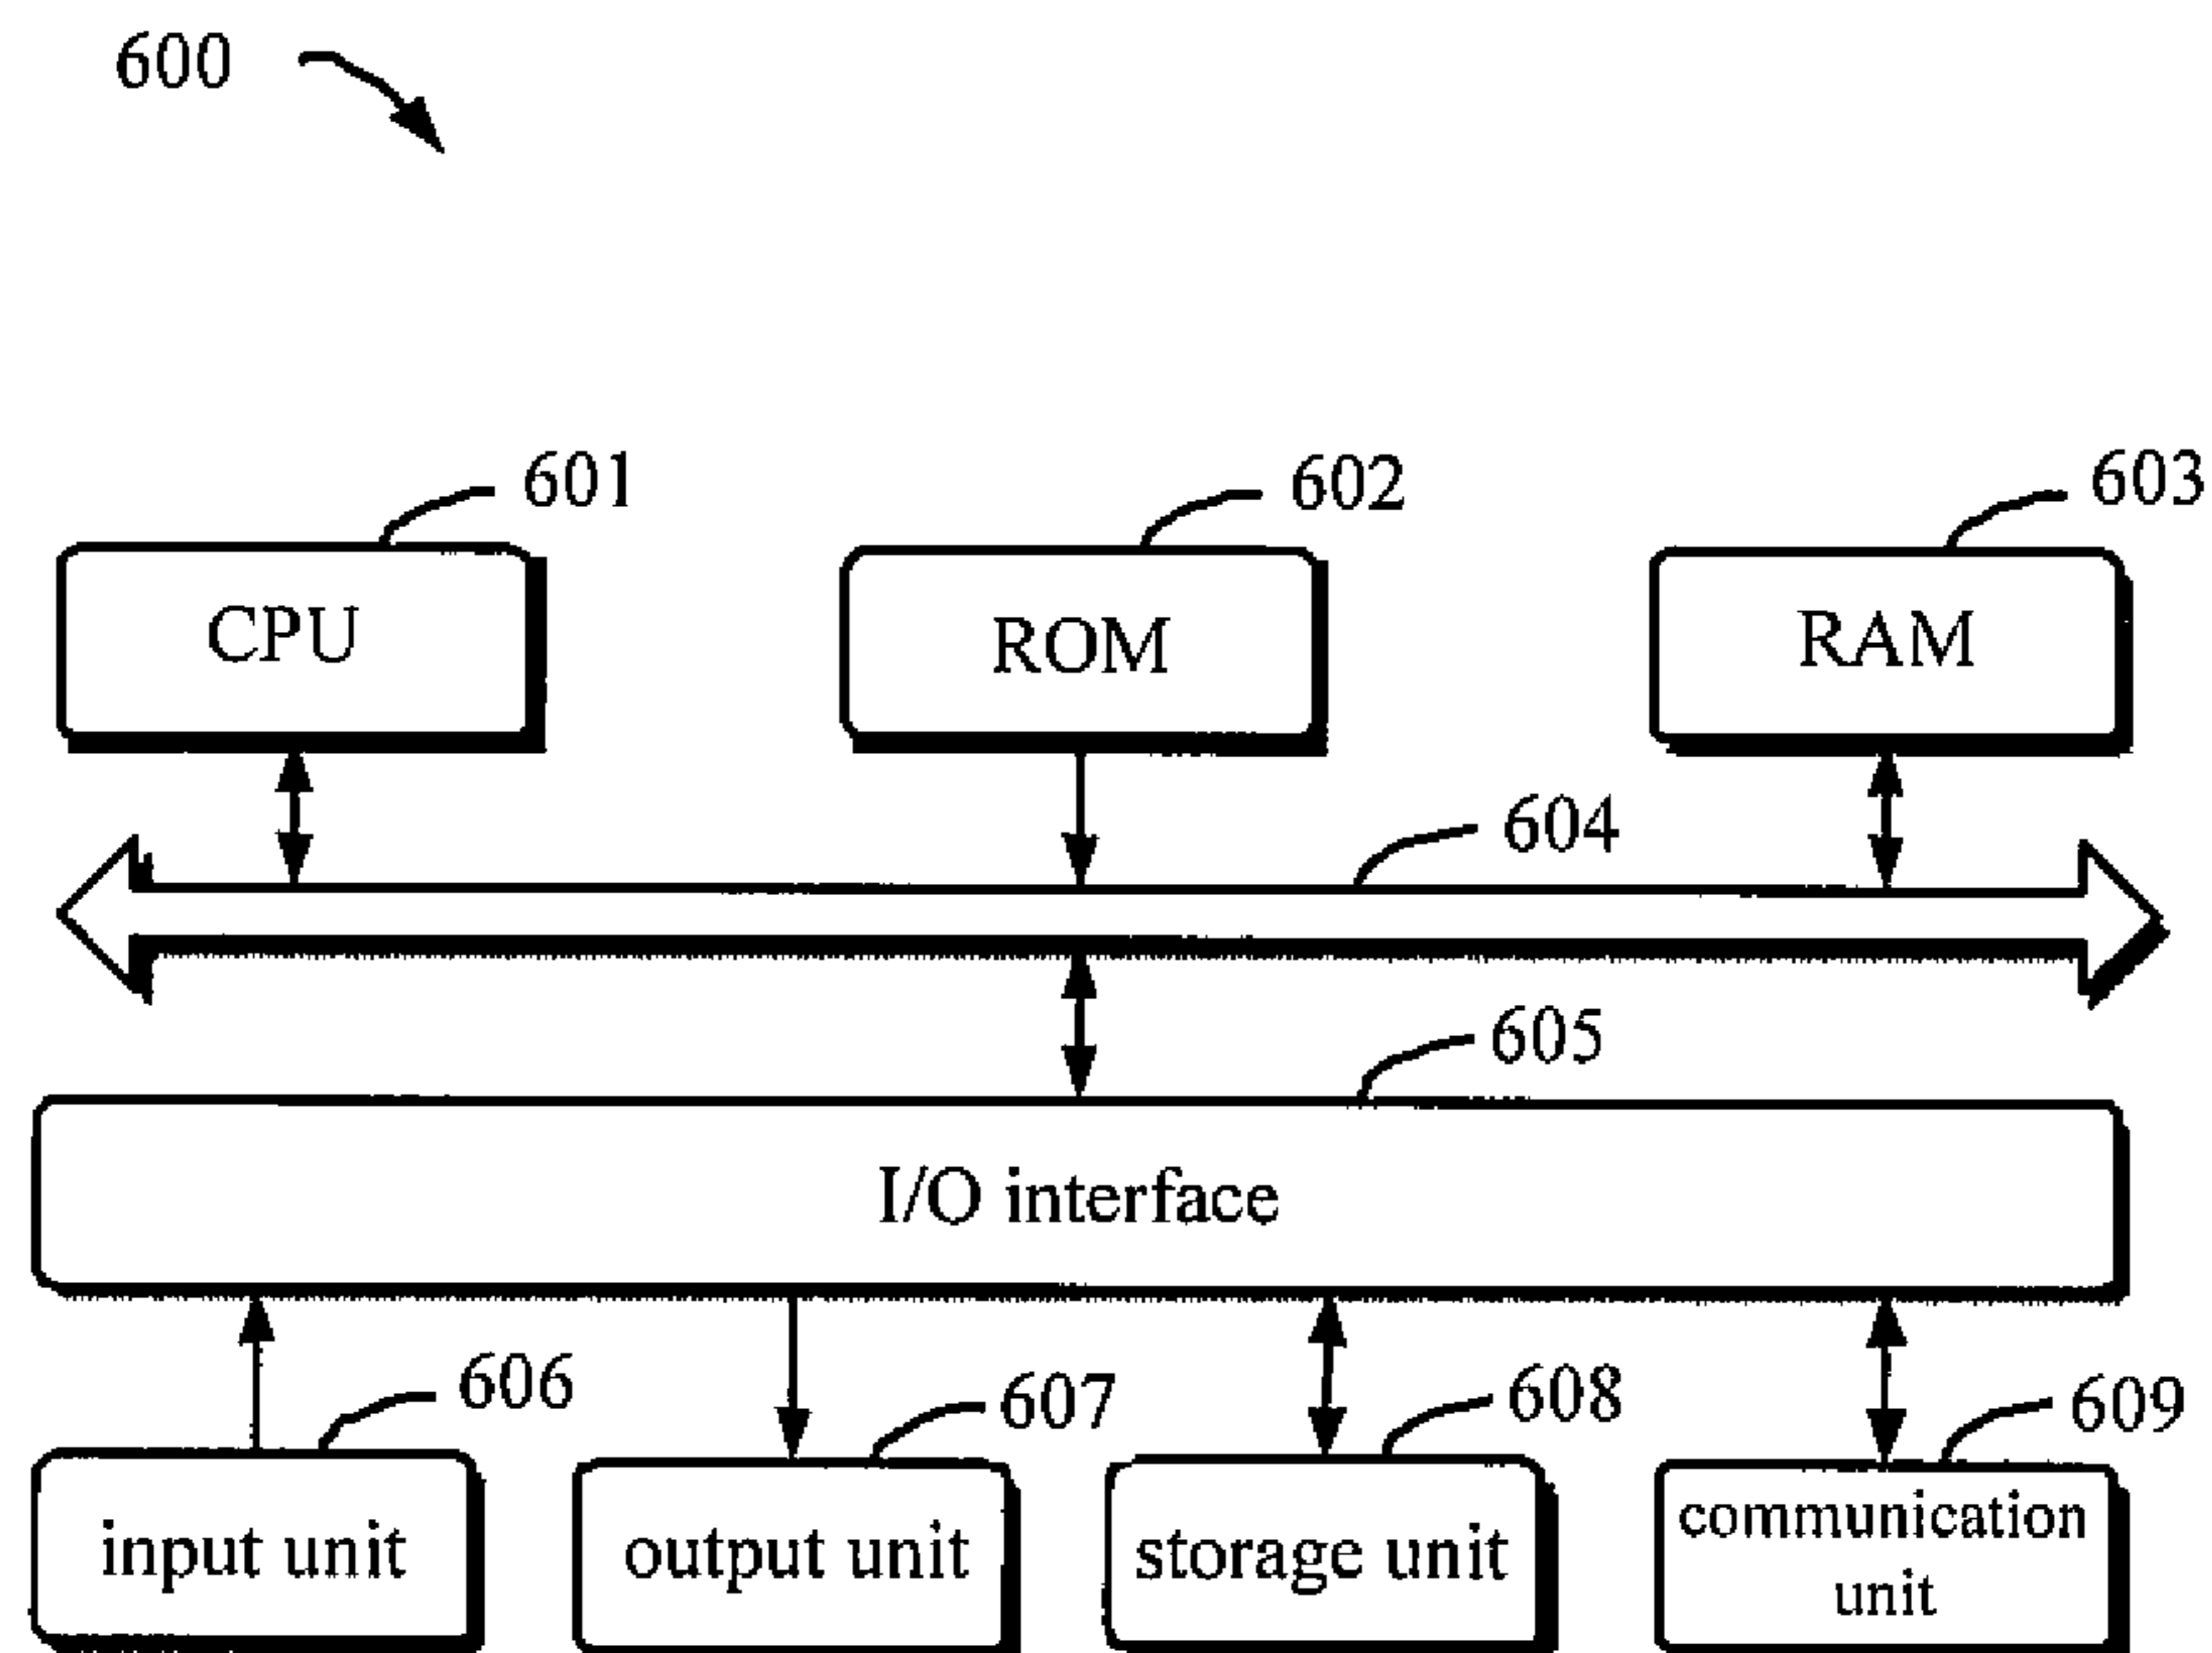 600
601
602
603
CPU
ROM
RAM
604
605
I/O interface
606
607
608
609
input unit
output unit
storage unit
communication
unit